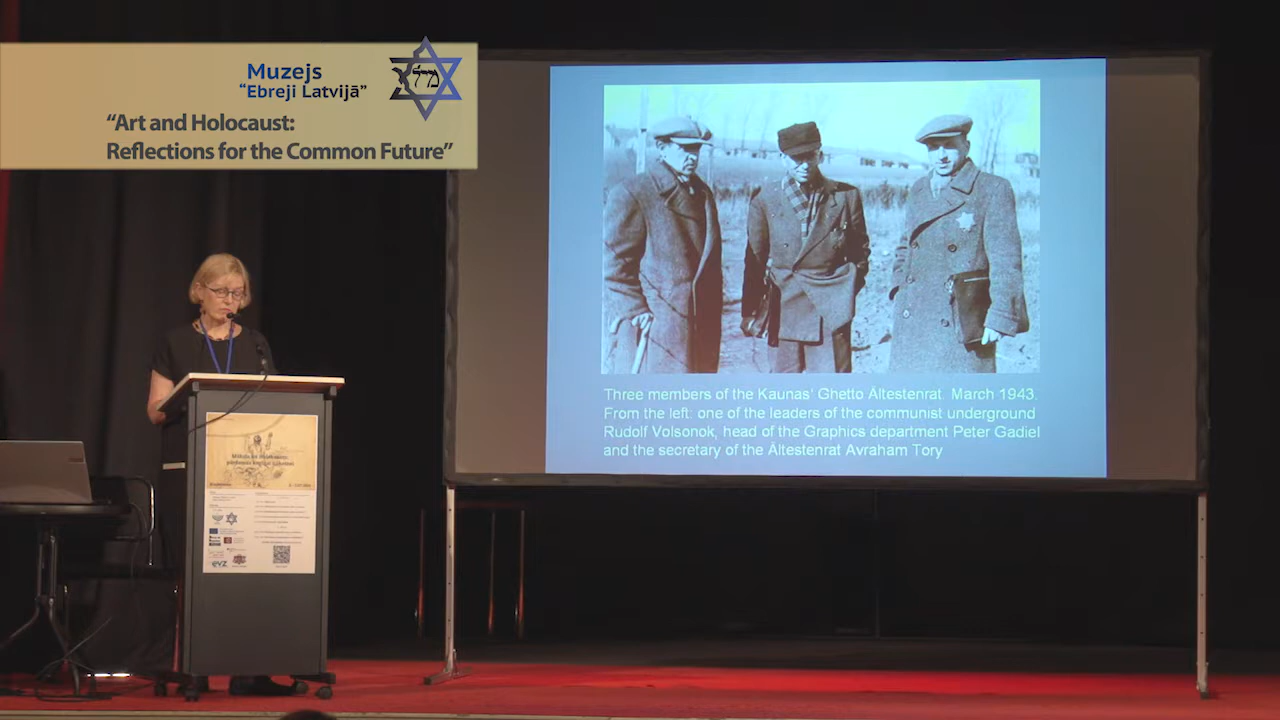 Muzejs
“Ebreji Latvijā”
“Art and Holocaust:
Reflections for the Common Future”
Three members of the Kaunas' Ghetto Ältestenrat. March 1943.
From the left: one of the leaders of the communist underground
Rudolf Volsonok, head of the Graphics department Peter Gadiel
and the secretary of the Ältestenrat Avraham Tory
evz